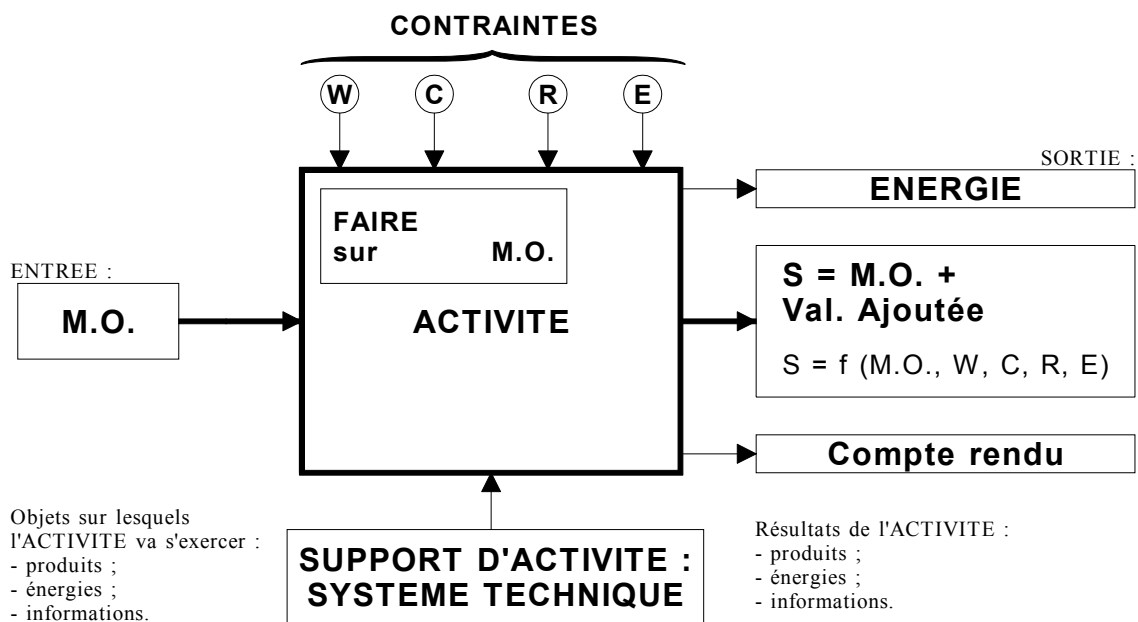 CONTRAINTES
W C R E
SORTIE :
ENERGIE
FAIRE
sur M.O.
ENTREE :
M.O.
ACTIVITE
S = M.O. +
Val. Ajoutée
S = f (M.O., W, C, R, E)
Compte rendu
Objets sur lesquels
l'ACTIVITE va s'exercer :
- produits ;
- énergies ;
- informations.
SUPPORT D'ACTIVITE :
SYSTEME TECHNIQUE
Résultats de l'ACTIVITE :
- produits ;
- énergies ;
- informations.